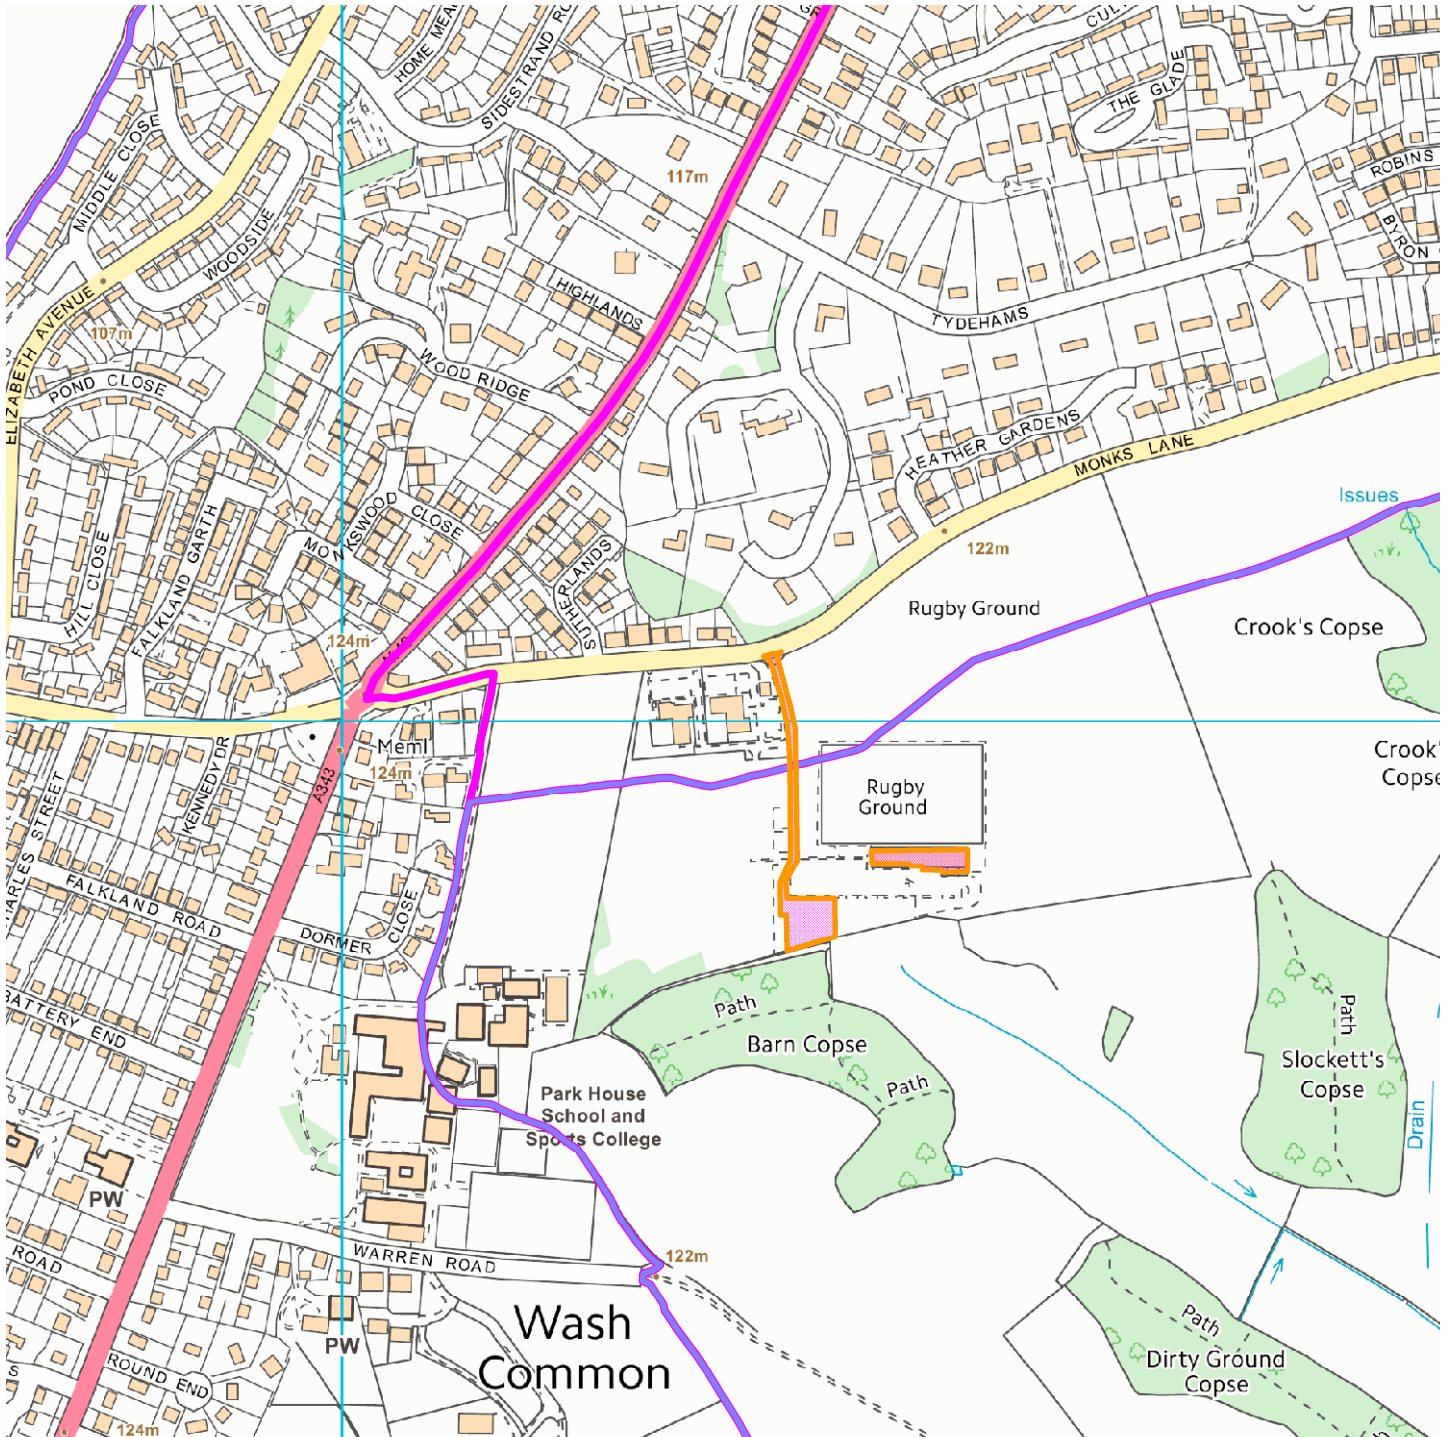 HOME MEA
SIDESTRAND RO
CUL
THE GLADE
MIDDLE CLOSE
ROBINS
117m
BYRON
WOODSIDE
HIGHLANDS
TYDEHAMS
ELIZABETH AVENUE
107m
POND CLOSE
WOOD RIDGE
HEATHER GARDENS
MONKS LANE
Issues
MONKSWOOD
CLOSE
FALKLAND GARTH
HILL CLOSE
122m
SUTHERLANDS
Rugby Ground
Crook's Copse
124m
Meml
124m
A343
KENNEDY DR
Crook'
Copse
Rugby
Ground
HARLES STREET
FALKLAND ROAD
DORMER
CLOSE
BATTERY END
Path
Barn Copse
Path
Path
Slockett's
Copse
Park House
School and
Sports College
Drain
PW
ROAD
WARREN ROAD
122m
PW
Wash
Common
Path
Dirty Ground
Copse
ROUND END
S
124m